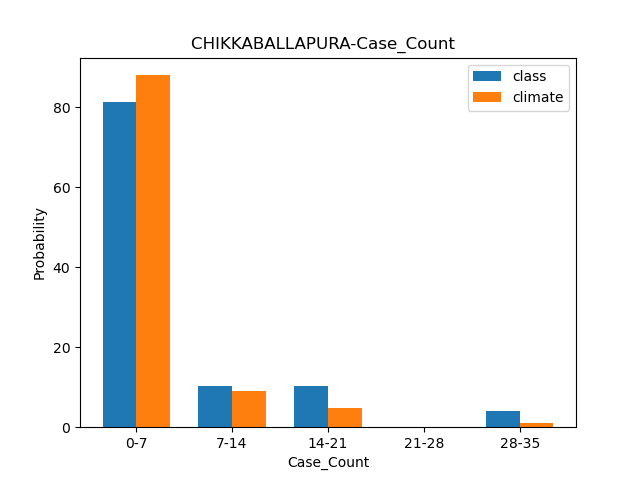 CHIKKABALLAPURA-Case_Count
class
climate
80
60
40
20
0
Probability
0-7 7-14 14-21 21-28 28-35
Case_Count